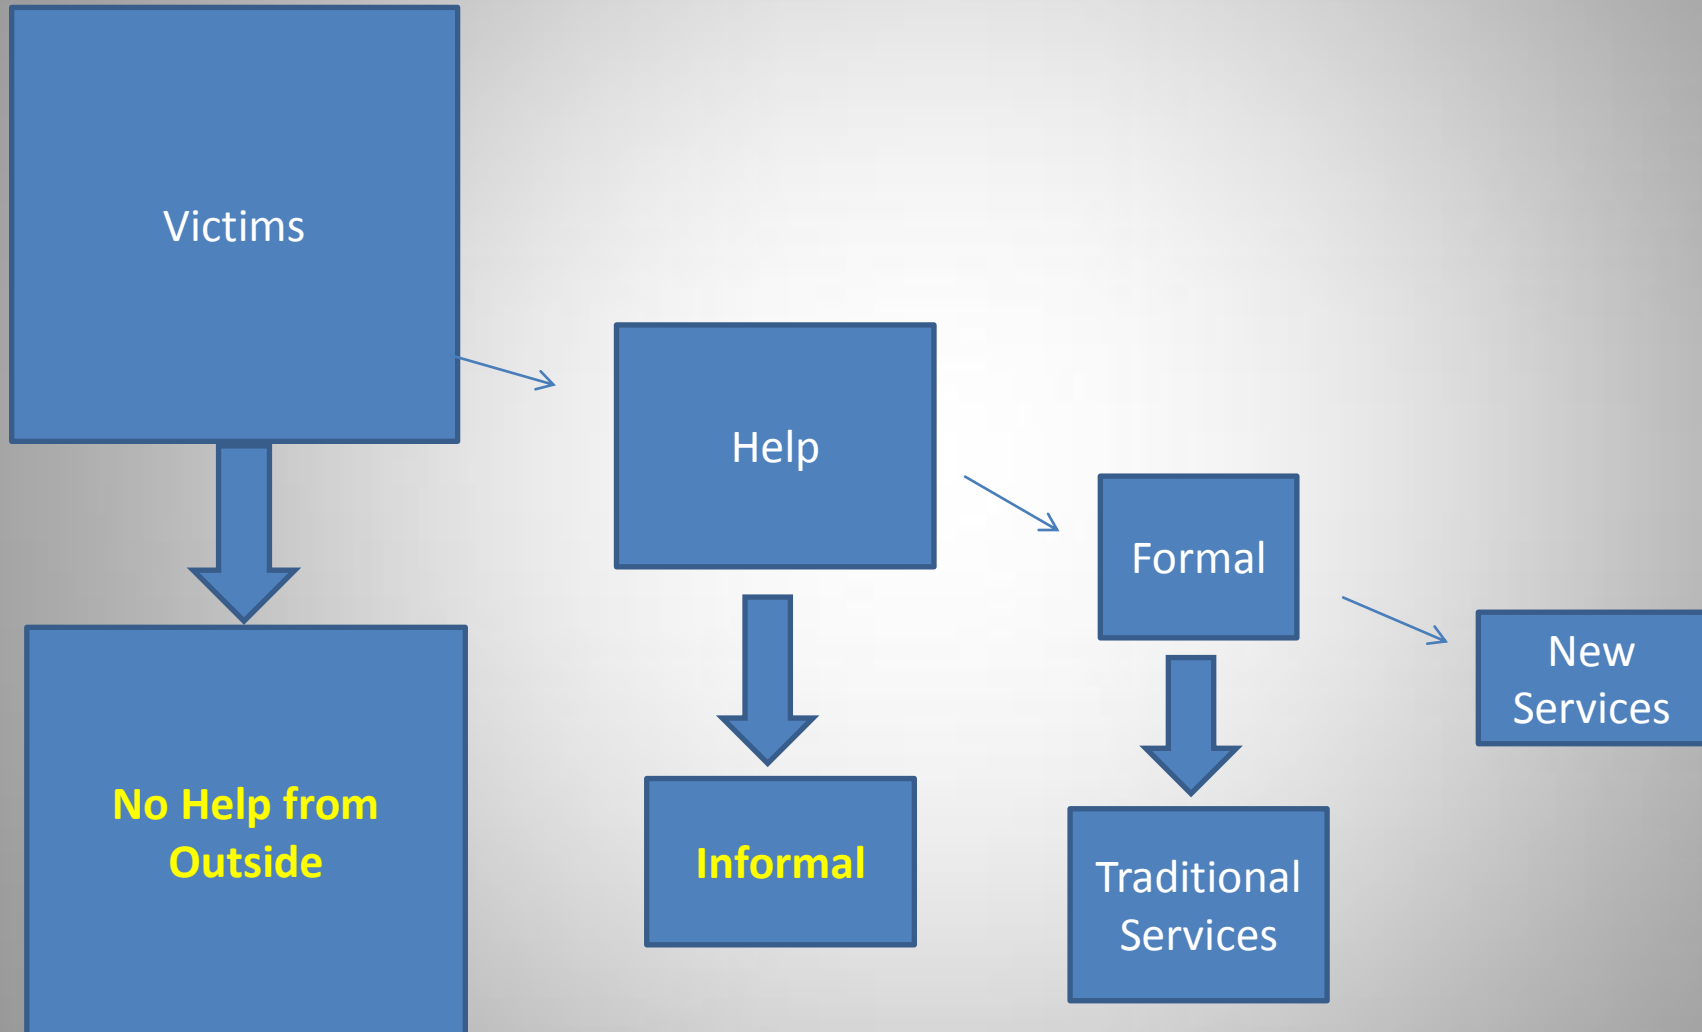 Victims
Help
Formal
New
Services
No Help from
Outside
Informal
Traditional
Services